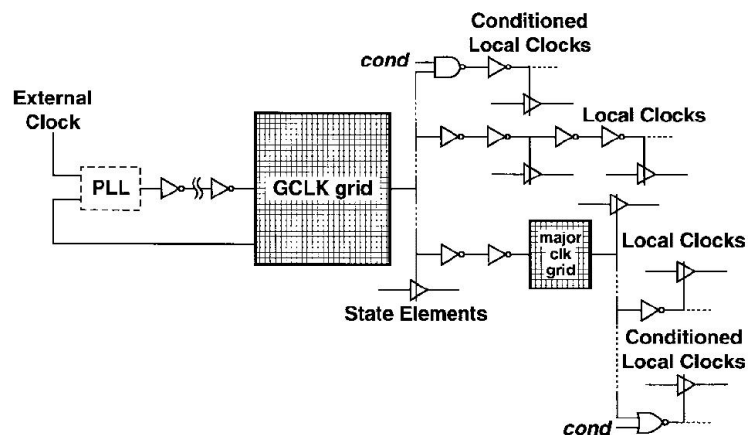 Conditioned
Local Clocks
cond
External
Clock
Local Clocks
PLL
GCLK grid
major
clk
grid
Local Clocks
State Elements
Conditioned
Local Clocks
cond